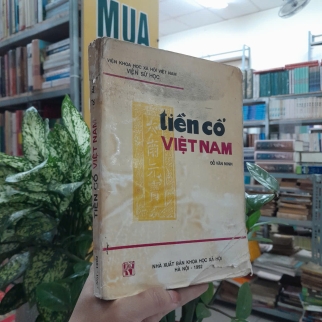 MUA
VIỆN KHOA HỌC XÃ HỘI VIỆT NAM
VIỆN SỬ HỌC
tiền cổ
VIỆT NAM
ĐỖ VĂN NINH
NHÀ XUẤT BẢN KHOA HỌC XÃ HỘI
HÀ NỘI - 1992
TIỀN CỔ VIỆT NAM